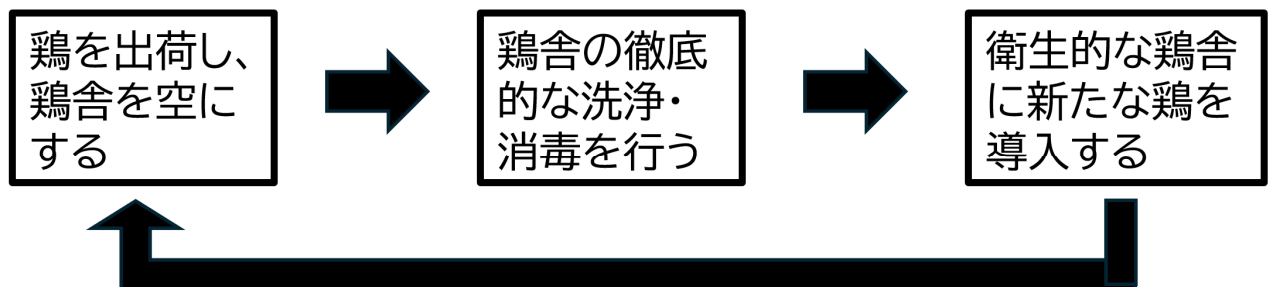 鶏を出荷し、
鶏舎を空に
する
鶏舎の徹底
的な洗浄・
消毒を行う
衛生的な鶏舎
に新たな鶏を
導入する